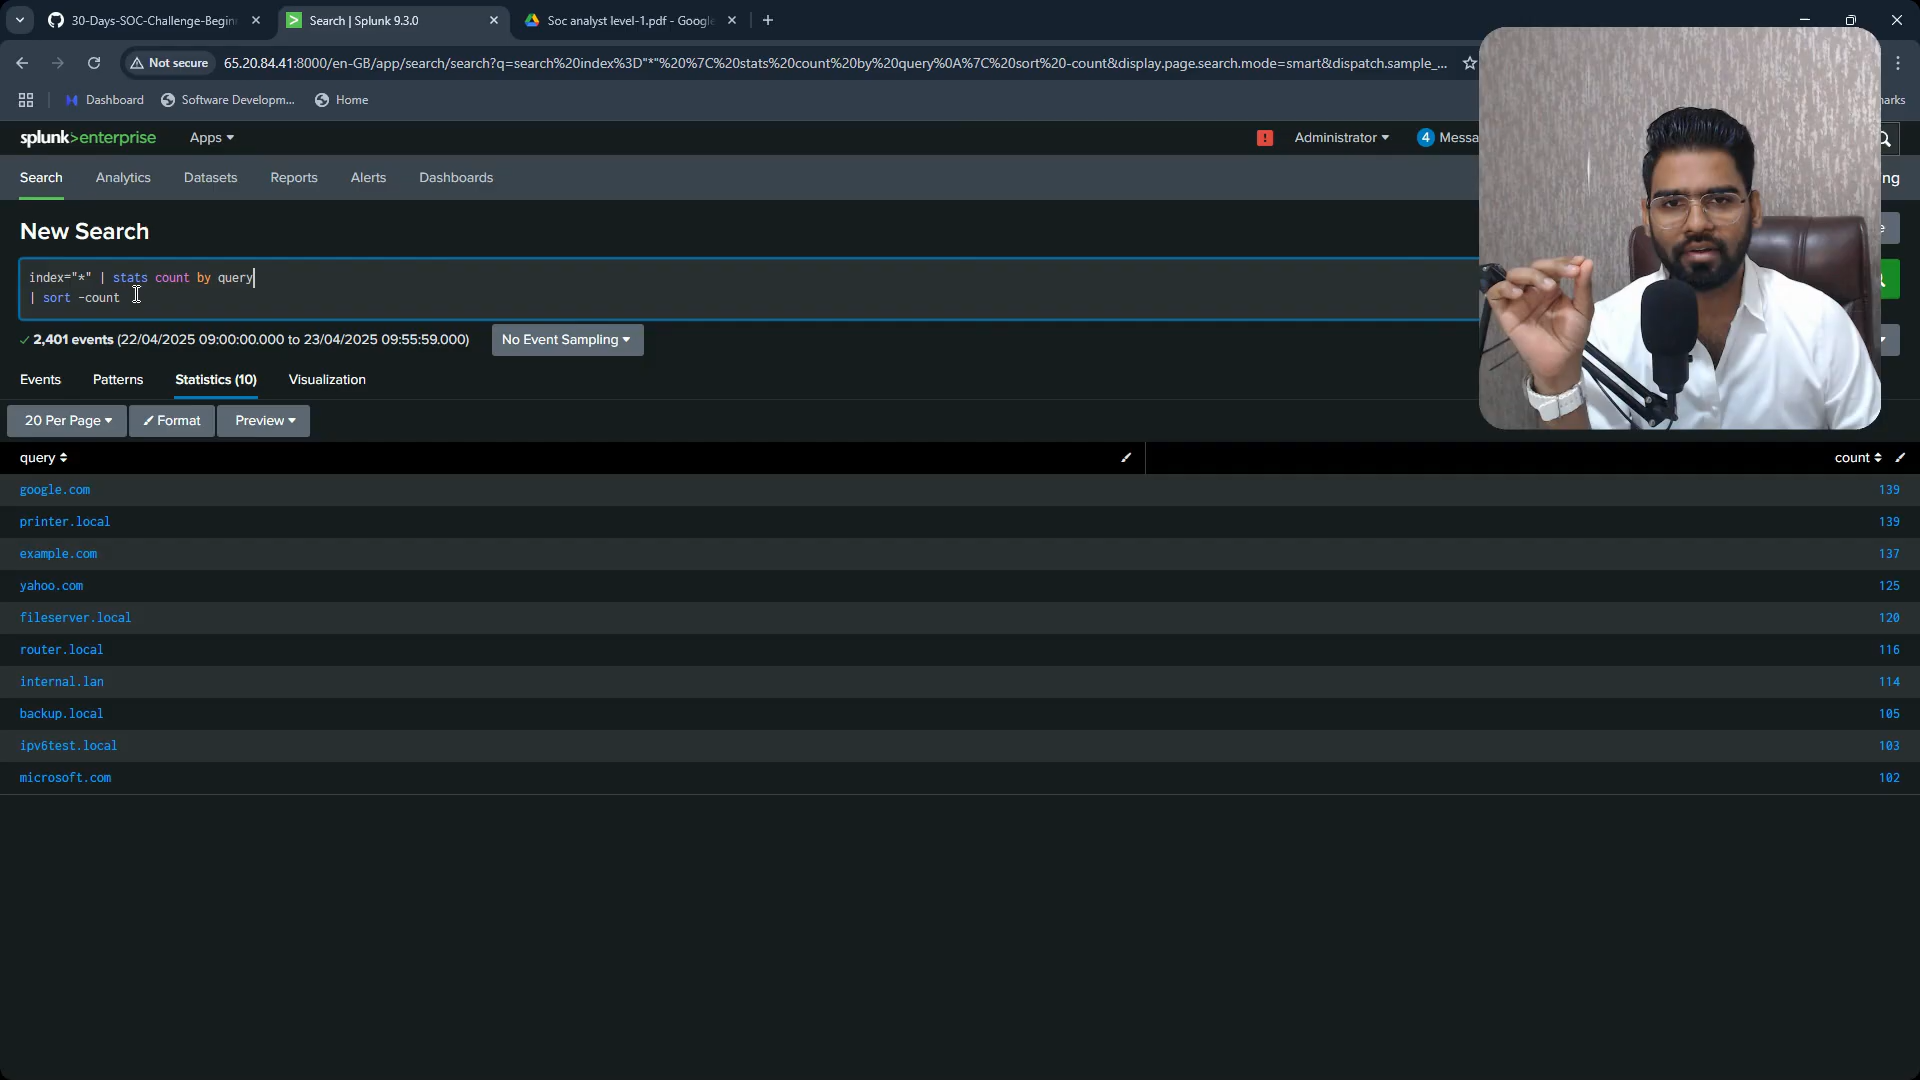 30-Days-SOC-Challenge-Begin
Search | Splunk 9.3.0
Soc analyst level-1.pdf - Google
Not secure
65.20.84.41:8000/en-GB/app/search/search?q=search%20index%3D"*"%20%7C%20stats%20count%20by%20query%0A%7C%20sort%20-count&display.page.search.mode=smart&dispatch.sample_...
Dashboard
Software Developm...
Home
arks
splunk>enterprise
Apps
!
Administrator
4 Messa
Search
Analytics
Datasets
Reports
Alerts
Dashboards
ng
New Search
e
index="*" | stats count by query
| sort -count
2,401 events (22/04/2025 09:00:00.000 to 23/04/2025 09:55:59.000)
No Event Sampling
Events
Patterns
Statistics (10)
Visualization
20 Per Page
Format
Preview
query
count
google.com 139
printer.local 139
example.com 137
yahoo.com 125
fileserver.local 120
router.local 116
internal.lan 114
backup.local 105
ipv6test.local 103
microsoft.com 102